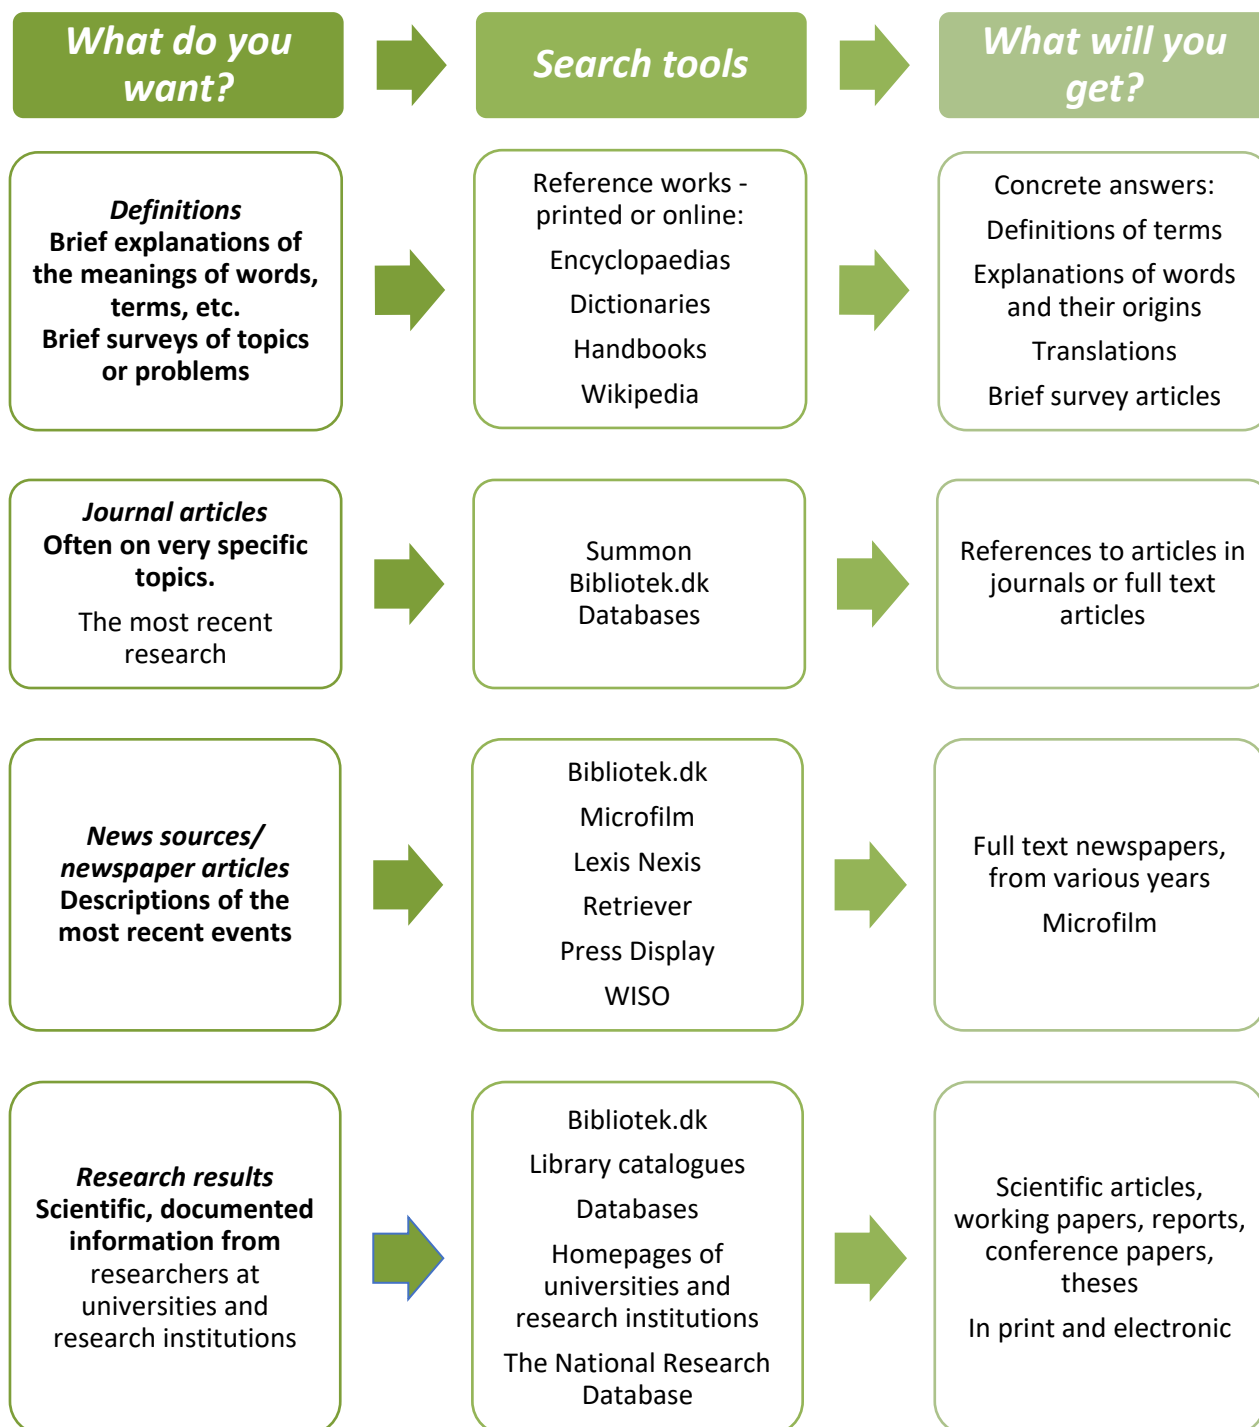 What do you
want?
Search tools
What will you
get?
Definitions
Brief explanations of
the meanings of words,
terms, etc.
Brief surveys of topics
or problems
Reference works -
printed or online:
Encyclopaedias
Dictionaries
Handbooks
Wikipedia
Concrete answers:
Definitions of terms
Explanations of words
and their origins
Translations
Brief survey articles
Journal articles
Often on very specific
topics.
The most recent
research
Summon
Bibliotek.dk
Databases
References to articles in
journals or full text
articles
News sources/
newspaper articles
Descriptions of the
most recent events
Bibliotek.dk
Microfilm
Lexis Nexis
Retriever
Press Display
WISO
Full text newspapers,
from various years
Microfilm
Research results
Scientific, documented
information from
researchers at
universities and
research institutions
Bibliotek.dk
Library catalogues
Databases
Homepages of
universities and
research institutions
The National Research
Database
Scientific articles,
working papers, reports,
conference papers,
theses
In print and electronic